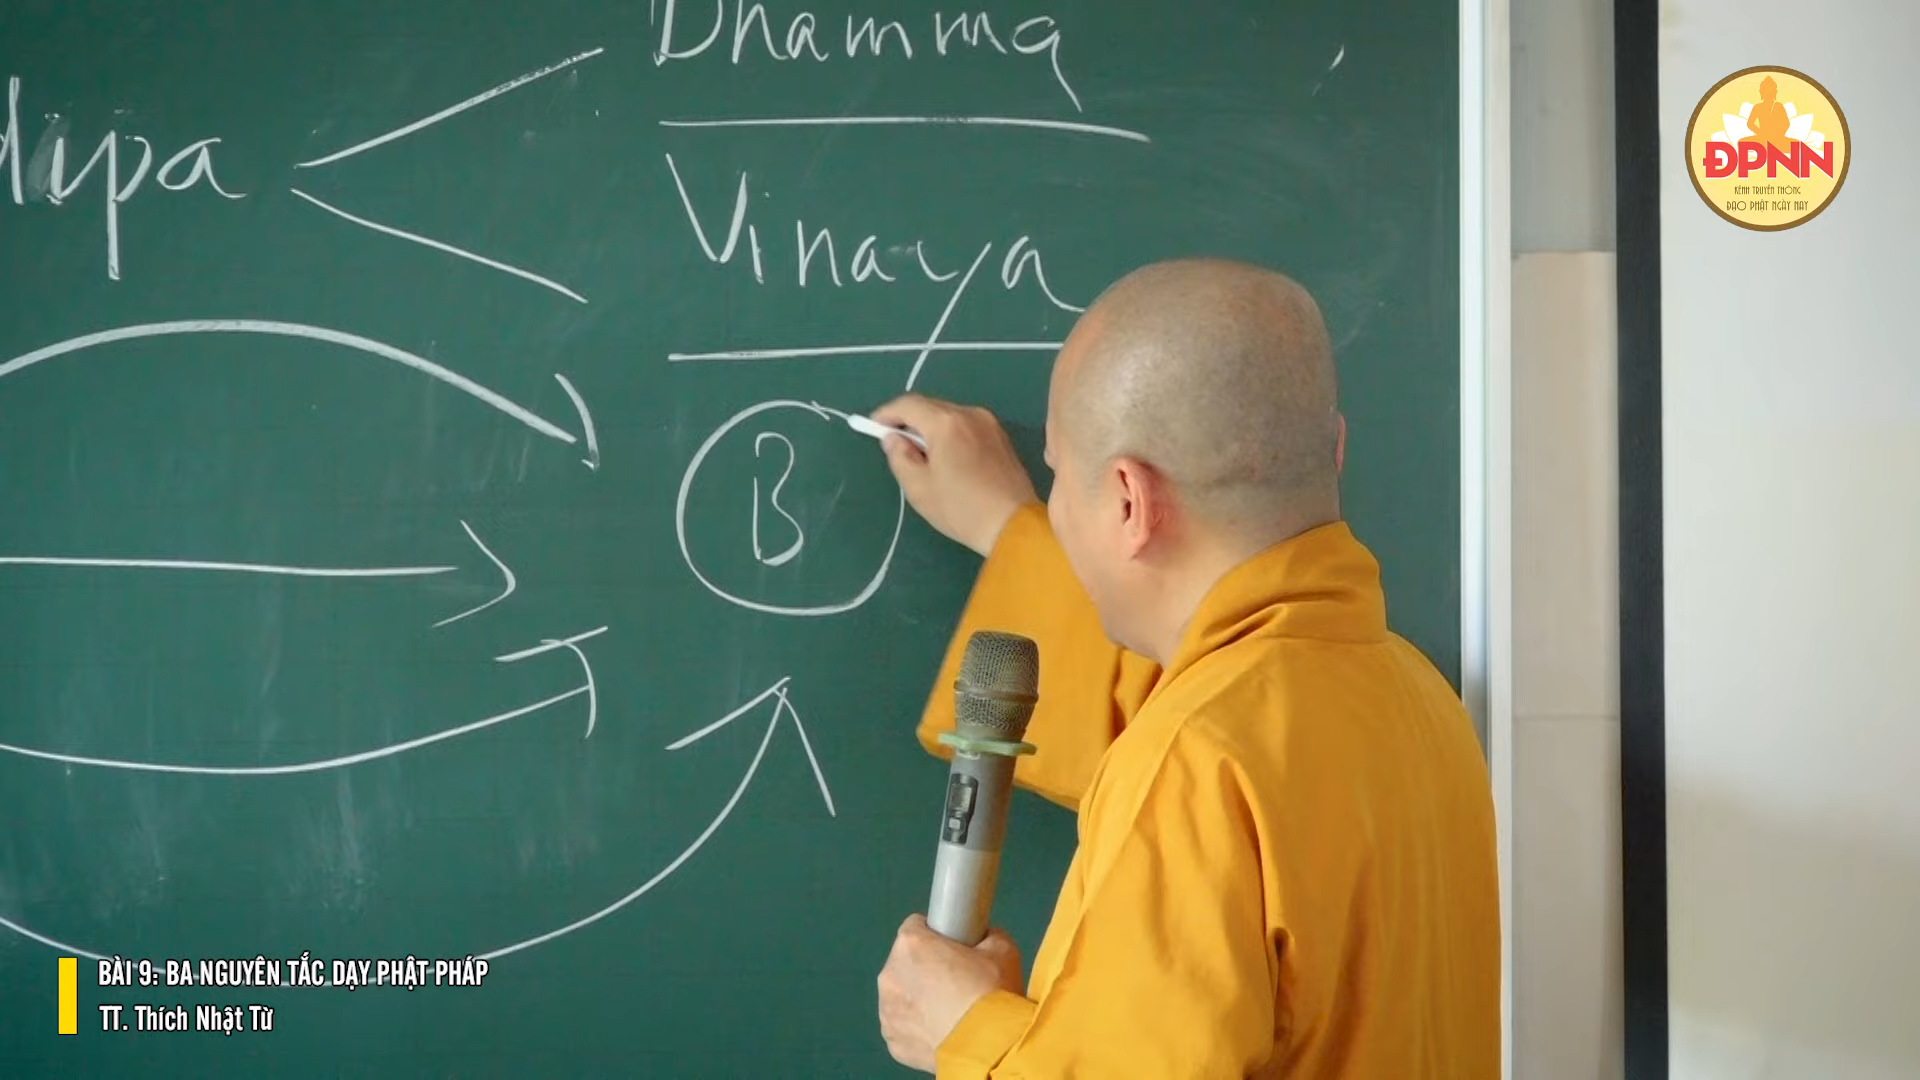 Dhamma
dipa
Vinaya
B
ĐPNN
KÊNH TRUYỀN THÔNG
ĐẠO PHẬT NGÀY NAY
BÀI 9: BA NGUYÊN TẮC DẠY PHẬT PHÁP
TT. Thích Nhật Từ